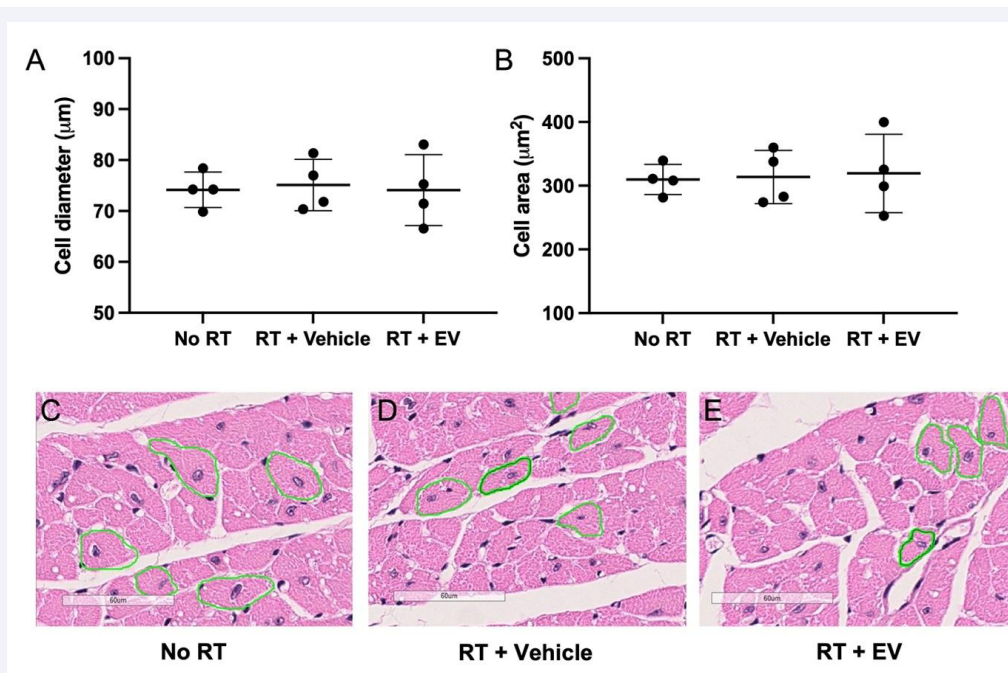 A
B
100
90
80
70
60
50
Cell diameter (μm)
No RT
RT + Vehicle
RT + EV
500
400
300
200
100
Cell area (μm²)
No RT
RT + Vehicle
RT + EV
C
D
E
60um
60um
60um
No RT
RT + Vehicle
RT + EV